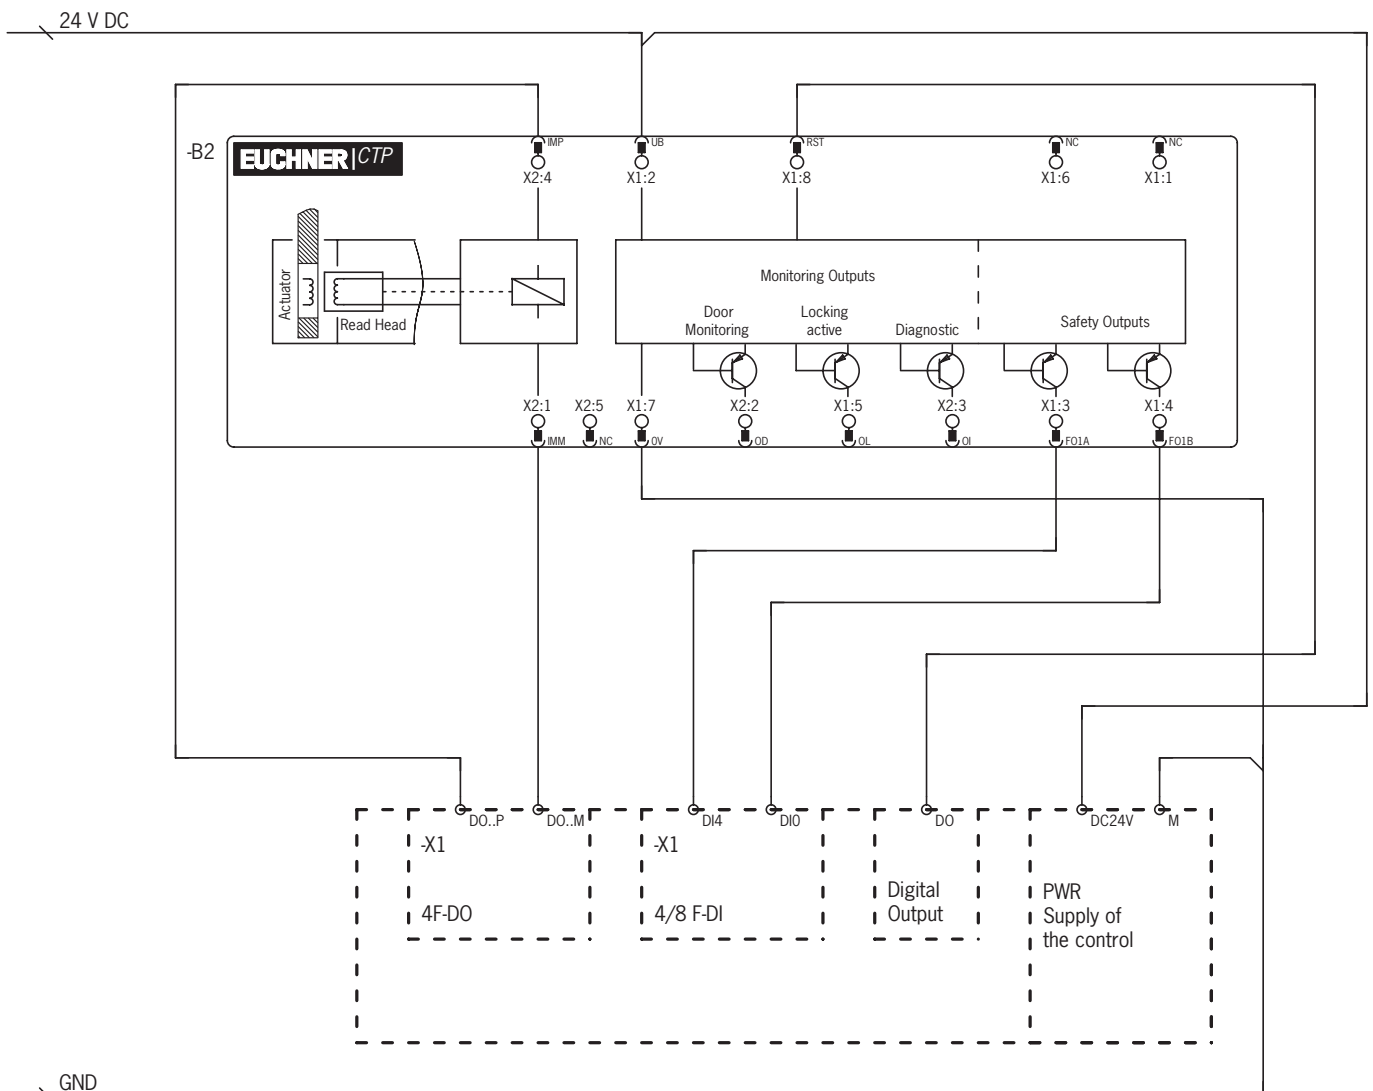 24 V DC
-B2
EUCHNER|CTP
IMP
UB
RST
NC
NC
X2:4
X1:2
X1:8
X1:6
X1:1
Actuator
Read Head
Monitoring Outputs
Door
Monitoring
Locking
active
Diagnostic
Safety Outputs
X2:1
X2:5
X1:7
X2:2
X1:5
X2:3
X1:3
X1:4
IMM
NC
0V
OD
OL
OI
FO1A
FO1B
DO..P
DO..M
DI4
DI0
DO
DC24V
M
-X1
4F-DO
-X1
4/8 F-DI
Digital
Output
PWR
Supply of
the control
GND